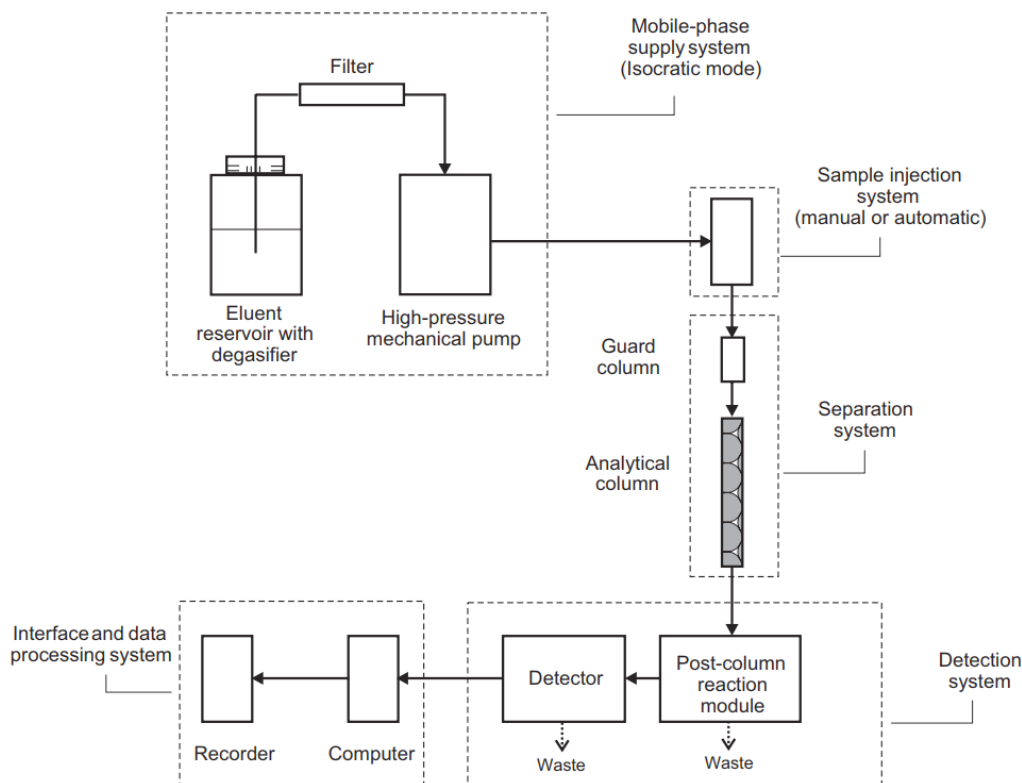 Mobile-phase
supply system
(Isocratic mode)
Filter
Eluent
reservoir with
degasifier
High-pressure
mechanical pump
Sample injection
system
(manual or automatic)
Guard
column
Separation
system
Analytical
column
Interface and data
processing system
Recorder
Computer
Detector
Post-column
reaction
module
Detection
system
Waste
Waste